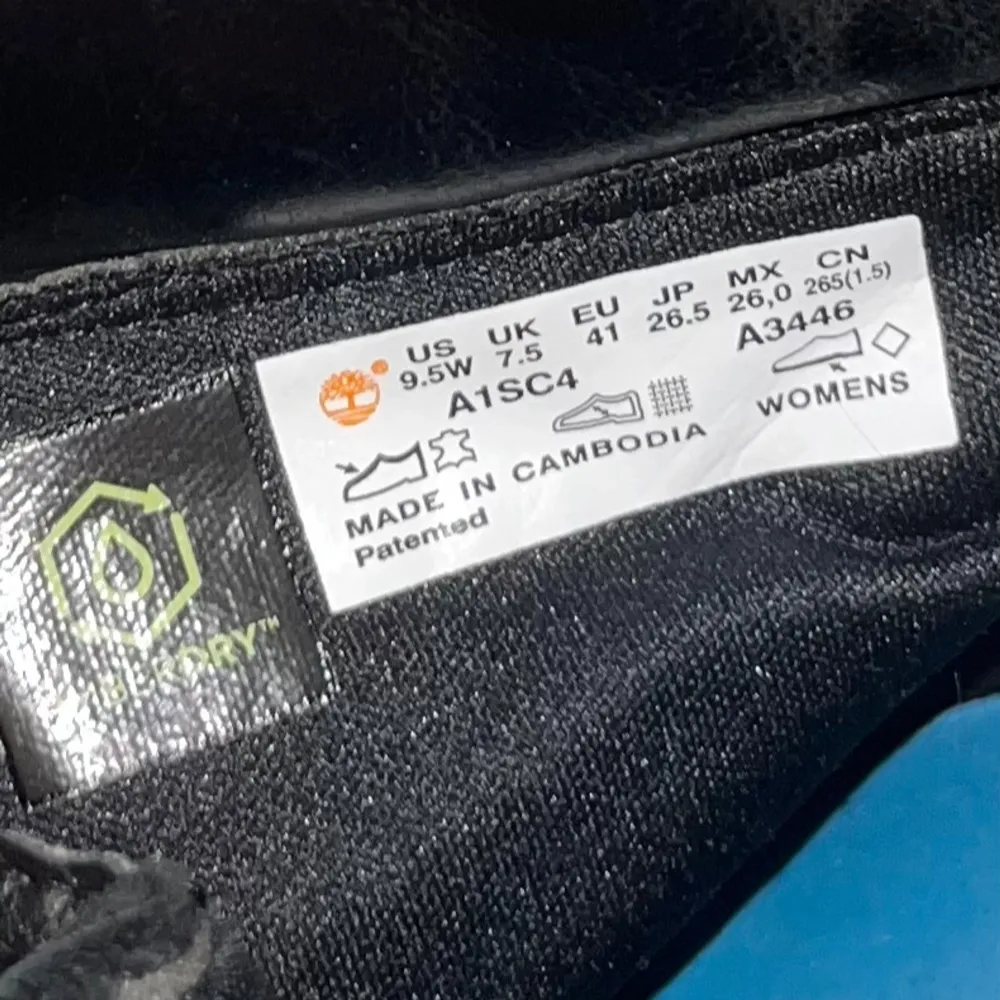 US UK EU JP MX CN
9.5W 7.5 41 26.5 26,0 265(1.5)
A1SC4 A3446
WOMENS
MADE IN CAMBODIA
Patented